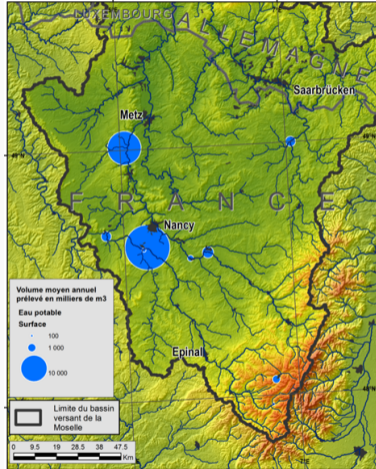 LUXEMBOURG
ALLEMAGNE
Saarbrücken
Metz
49°N
FRANCE
Nancy
Epinal
48°N
Volume moyen annuel
prélevé en milliers de m3
Eau potable
Surface
100
1 000
10 000
Limite du bassin
versant de la
Moselle
0 9.5 19 28.5 38 47.5
Km